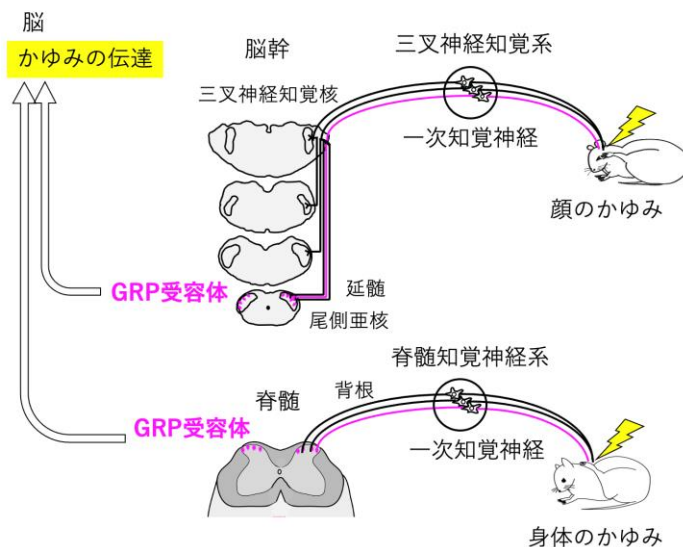 脳
かゆみの伝達
脳幹
三叉神経知覚核
三叉神経知覚系
一次知覚神経
顔のかゆみ
GRP受容体
延髄
尾側亜核
脊髄知覚神経系
背根
脊髄
GRP受容体
一次知覚神経
身体のかゆみ